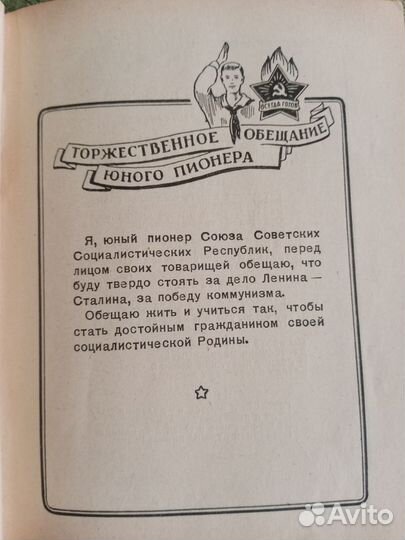 ВСЕГДА ГОТОВ
ТОРЖЕСТВЕННОЕ ОБЕЩАНИЕ
ЮНОГО ПИОНЕРА
Я, юный пионер Союза Советских
Социалистических Республик, перед
лицом своих товарищей обещаю, что
буду твердо стоять за дело Ленина —
Сталина, за победу коммунизма.
Обещаю жить и учиться так, чтобы
стать достойным гражданином своей
социалистической Родины.
Avito